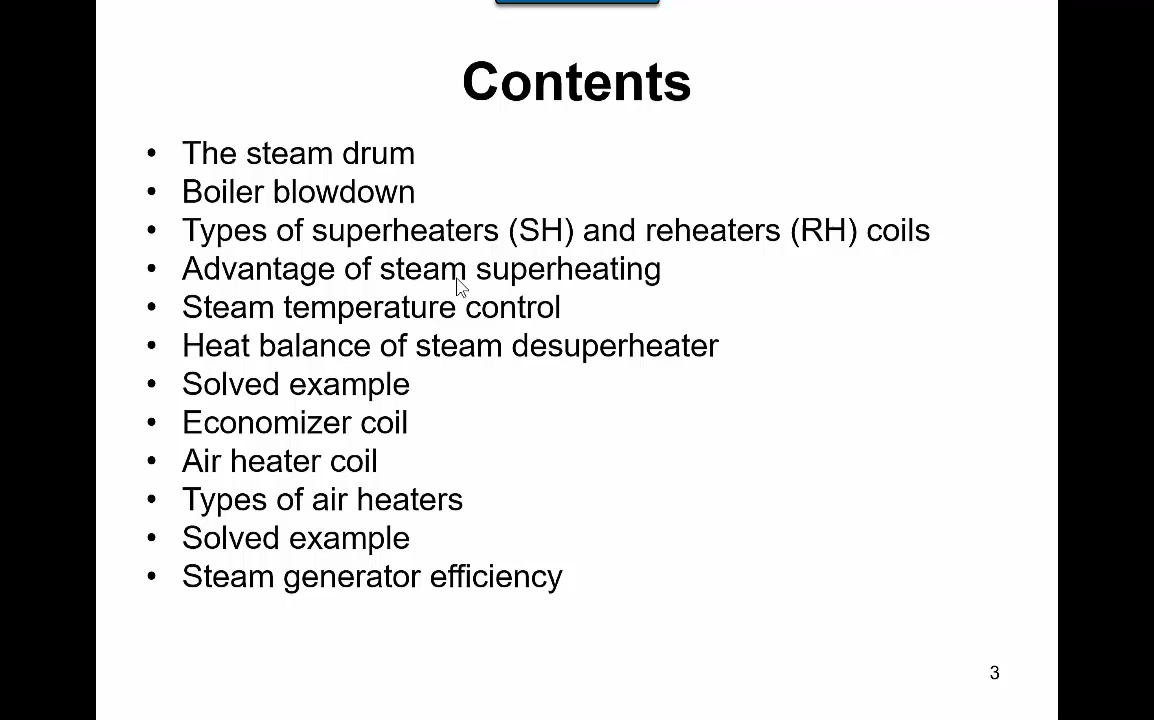 Contents
• The steam drum
• Boiler blowdown
• Types of superheaters (SH) and reheaters (RH) coils
• Advantage of steam superheating
• Steam temperature control
• Heat balance of steam desuperheater
• Solved example
• Economizer coil
• Air heater coil
• Types of air heaters
• Solved example
• Steam generator efficiency
3